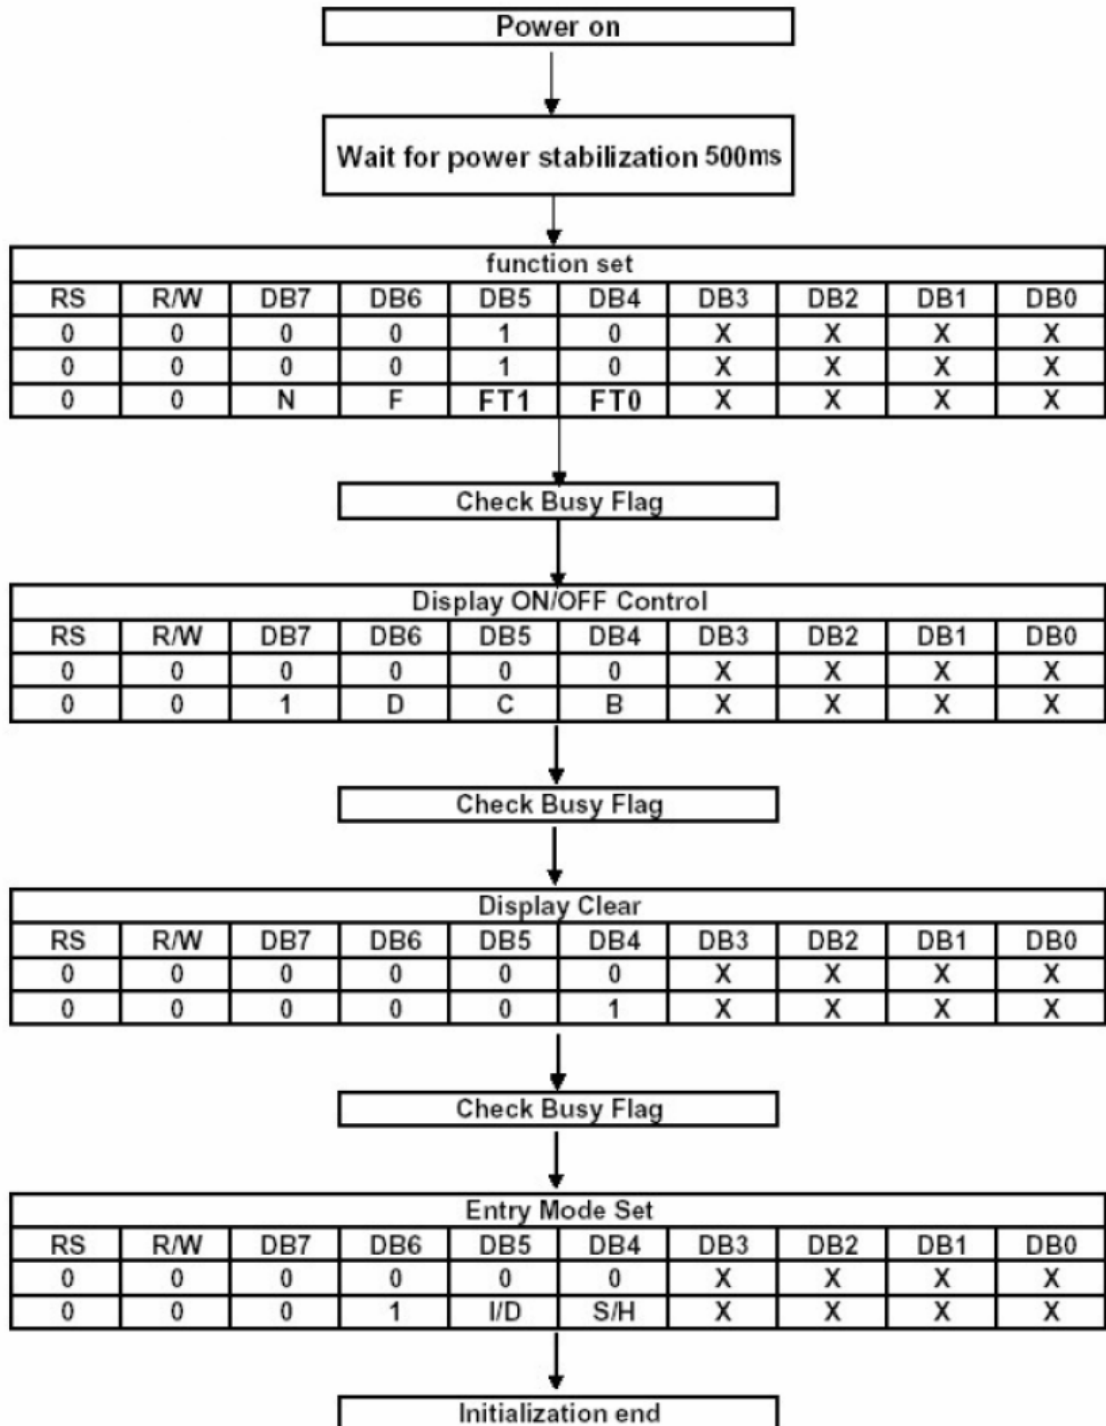 Power on
Wait for power stabilization 500ms
function set
RS R/W DB7 DB6 DB5 DB4 DB3 DB2 DB1 DB0
0 0 0 0 1 0 X X X X
0 0 0 0 1 0 X X X X
0 0 N F FT1 FT0 X X X X
Check Busy Flag
Display ON/OFF Control
RS R/W DB7 DB6 DB5 DB4 DB3 DB2 DB1 DB0
0 0 0 0 0 0 X X X X
0 0 1 D C B X X X X
Check Busy Flag
Display Clear
RS R/W DB7 DB6 DB5 DB4 DB3 DB2 DB1 DB0
0 0 0 0 0 0 X X X X
0 0 0 0 0 1 X X X X
Check Busy Flag
Entry Mode Set
RS R/W DB7 DB6 DB5 DB4 DB3 DB2 DB1 DB0
0 0 0 0 0 0 X X X X
0 0 0 1 I/D S/H X X X X
Initialization end